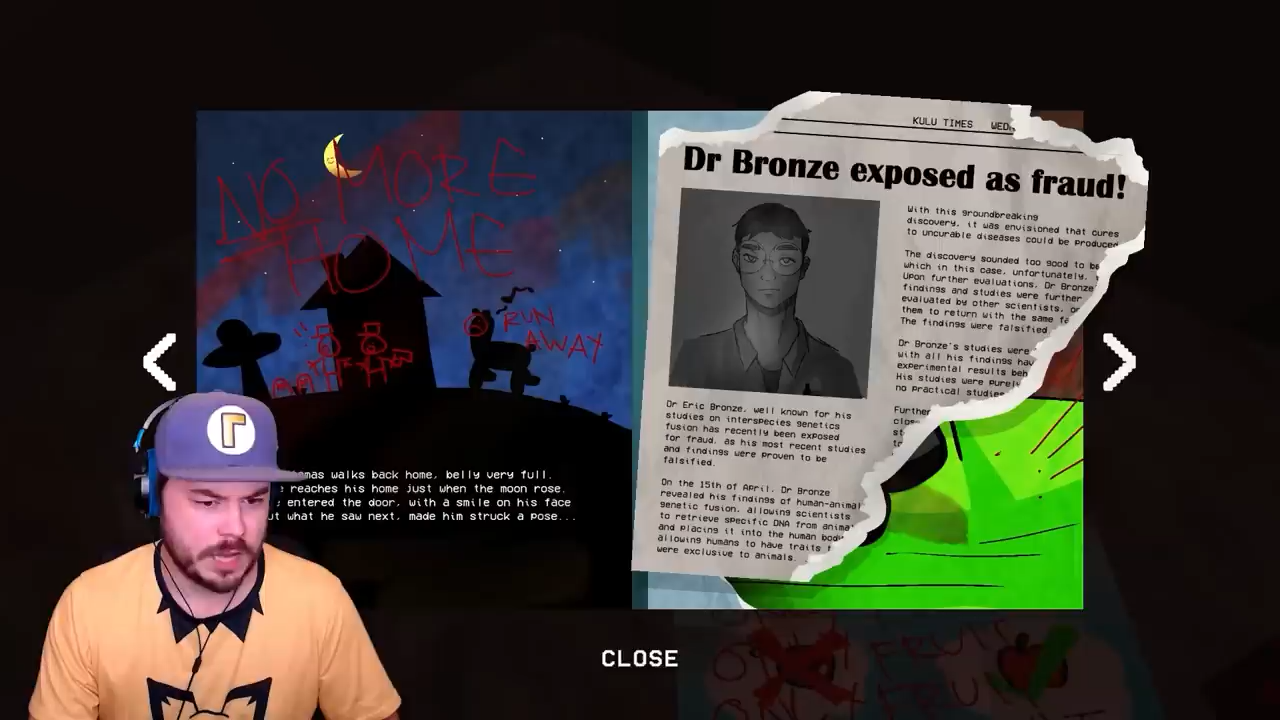 NO MORE
HOME
RUN
AWAY
walks back home, belly very full.
reaches his home just when the moon rose.
entered the door, with a smile on his face
what he saw next, made him struck a pose...
KULU TIMES
Dr Bronze exposed as fraud!
With this groundbreaking
discovery, it was envisioned that cures
to uncurable diseases could be produced
The discovery sounded too good to be
which in this case, unfortunately,
Upon further evaluations, Dr Bronze
findings and studies were further
evaluated by other scientists,
them to return with the same
The findings were falsified
Dr Bronze's studies were
with all his findings
experimental results
His studies were purely
no practical studies
Dr Eric Bronze, well known for his
studies on interspecies genetics
fusion has recently been exposed
for fraud, as his most recent studies
and findings were proven to be
falsified.
On the 15th of April, Dr Bronze
revealed his findings of human-animal
genetic fusion, allowing scientists
to retrieve specific DNA from
and placing it into the human body
allowing humans to have traits
were exclusive to animals.
CLOSE